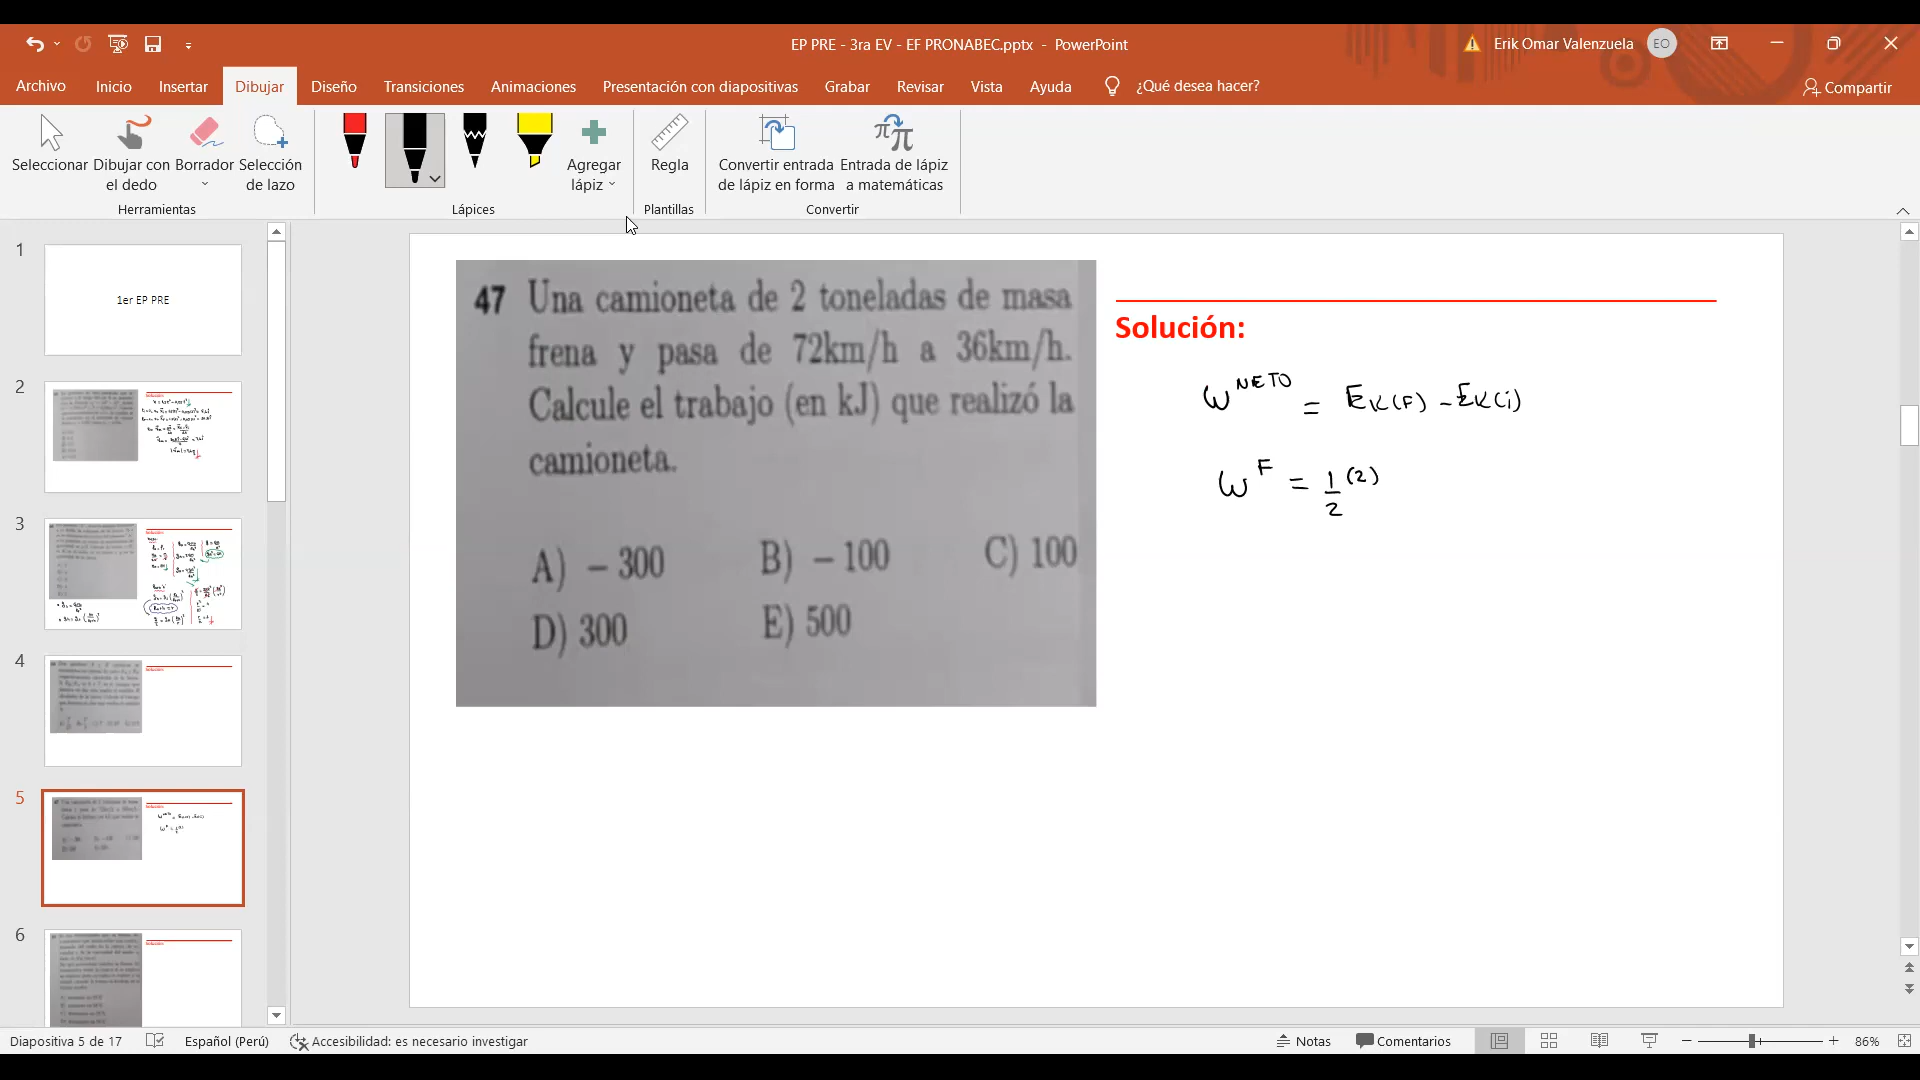 EP PRE - 3ra EV - EF PRONABEC.pptx - PowerPoint
Erik Omar Valenzuela
EO
Archivo
Inicio
Insertar
Dibujar
Diseño
Transiciones
Animaciones
Presentación con diapositivas
Grabar
Revisar
Vista
Ayuda
¿Qué desea hacer?
Compartir
Seleccionar
Dibujar con
el dedo
Borrador
Selección
de lazo
Agregar
lápiz
Regla
Convertir entrada
de lápiz en forma
Entrada de lápiz
a matemáticas
Herramientas
Lápices
Plantillas
Convertir
1
1er EP PRE
2
3
4
5
6
47 Una camioneta de 2 toneladas de masa
frena y pasa de 72km/h a 36km/h.
Calcule el trabajo (en kJ) que realizó la
camioneta.
A) – 300 B) – 100 C) 100
D) 300 E) 500
Solución:
W^NETO = EK(F) - EK(i)
W^F = 1/2 (2)
Diapositiva 5 de 17
Español (Perú)
Accesibilidad: es necesario investigar
Notas
Comentarios
86%